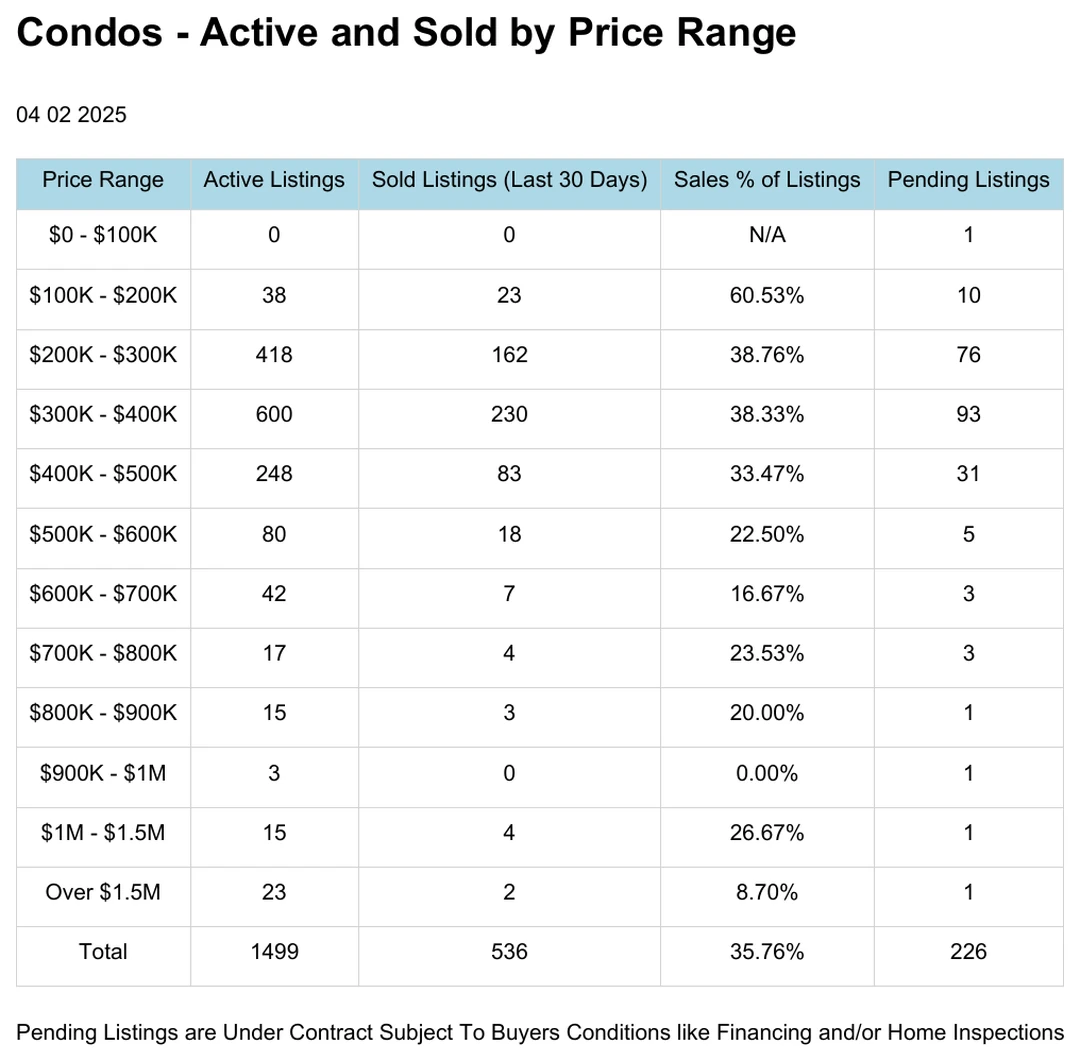 Condos - Active and Sold by Price Range
04 02 2025
Price Range Active Listings Sold Listings (Last 30 Days) Sales % of Listings Pending Listings
$0 - $100K 0 0 N/A 1
$100K - $200K 38 23 60.53% 10
$200K - $300K 418 162 38.76% 76
$300K - $400K 600 230 38.33% 93
$400K - $500K 248 83 33.47% 31
$500K - $600K 80 18 22.50% 5
$600K - $700K 42 7 16.67% 3
$700K - $800K 17 4 23.53% 3
$800K - $900K 15 3 20.00% 1
$900K - $1M 3 0 0.00% 1
$1M - $1.5M 15 4 26.67% 1
Over $1.5M 23 2 8.70% 1
Total 1499 536 35.76% 226
Pending Listings are Under Contract Subject To Buyers Conditions like Financing and/or Home Inspections